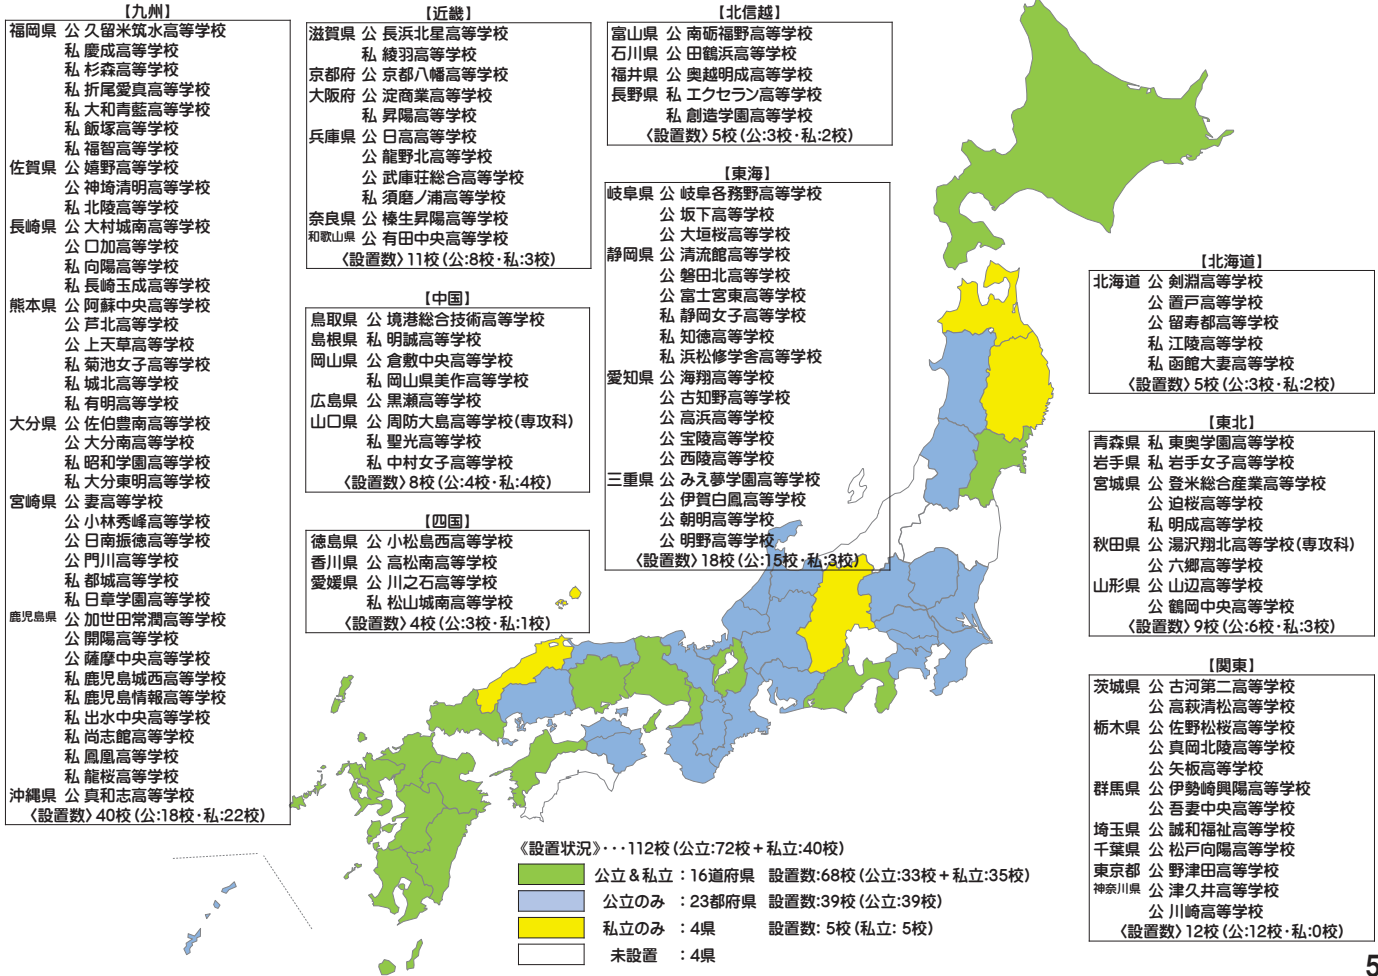 【九州】
福岡県 公 久留米筑水高等学校
私 慶成高等学校
私 杉森高等学校
私 折尾愛真高等学校
私 大和青藍高等学校
私 飯塚高等学校
私 福智高等学校
佐賀県 公 嬉野高等学校
公 神埼清明高等学校
私 北陵高等学校
長崎県 公 大村城南高等学校
公 口加高等学校
私 向陽高等学校
私 長崎玉成高等学校
熊本県 公 阿蘇中央高等学校
公 芦北高等学校
公 上天草高等学校
私 菊池女子高等学校
私 城北高等学校
私 有明高等学校
大分県 公 佐伯豊南高等学校
公 大分南高等学校
私 昭和学園高等学校
私 大分東明高等学校
宮崎県 公 妻高等学校
公 小林秀峰高等学校
公 日南振徳高等学校
公 門川高等学校
私 都城高等学校
私 日章学園高等学校
鹿児島県 公 加世田常潤高等学校
公 開陽高等学校
公 薩摩中央高等学校
私 鹿児島城西高等学校
私 鹿児島情報高等学校
私 出水中央高等学校
私 尚志館高等学校
私 鳳凰高等学校
私 龍桜高等学校
沖縄県 公 真和志高等学校
〈設置数〉40校(公:18校・私:22校)
【近畿】
滋賀県 公 長浜北星高等学校
私 綾羽高等学校
京都府 公 京都八幡高等学校
大阪府 公 淀商業高等学校
私 昇陽高等学校
兵庫県 公 日高高等学校
公 龍野北高等学校
公 武庫荘総合高等学校
私 須磨ノ浦高等学校
奈良県 公 榛生昇陽高等学校
和歌山県 公 有田中央高等学校
〈設置数〉11校(公:8校・私:3校)
【中国】
鳥取県 公 境港総合技術高等学校
島根県 私 明誠高等学校
岡山県 公 倉敷中央高等学校
私 岡山県美作高等学校
広島県 公 黒瀬高等学校
山口県 公 周防大島高等学校(専攻科)
私 聖光高等学校
私 中村女子高等学校
〈設置数〉8校(公:4校・私:4校)
【四国】
徳島県 公 小松島西高等学校
香川県 公 高松南高等学校
愛媛県 公 川之石高等学校
私 松山城南高等学校
〈設置数〉4校(公:3校・私:1校)
【北信越】
富山県 公 南砺福野高等学校
石川県 公 田鶴浜高等学校
福井県 公 奥越明成高等学校
長野県 私 エクセラン高等学校
私 創造学園高等学校
〈設置数〉5校(公:3校・私:2校)
【東海】
岐阜県 公 岐阜各務野高等学校
公 坂下高等学校
公 大垣桜高等学校
静岡県 公 清流館高等学校
公 磐田北高等学校
公 富士宮東高等学校
私 静岡女子高等学校
私 知徳高等学校
私 浜松修学舎高等学校
愛知県 公 海翔高等学校
公 古知野高等学校
公 高浜高等学校
公 宝陵高等学校
公 西陵高等学校
三重県 公 みえ夢学園高等学校
公 伊賀白鳳高等学校
公 朝明高等学校
公 明野高等学校
〈設置数〉18校(公:15校・私:3校)
【北海道】
北海道 公 剣淵高等学校
公 置戸高等学校
公 留寿都高等学校
私 江陵高等学校
私 函館大妻高等学校
〈設置数〉5校(公:3校・私:2校)
【東北】
青森県 私 東奥学園高等学校
岩手県 私 岩手女子高等学校
宮城県 公 登米総合産業高等学校
公 迫桜高等学校
私 明成高等学校
秋田県 公 湯沢翔北高等学校(専攻科)
公 六郷高等学校
山形県 公 山辺高等学校
公 鶴岡中央高等学校
〈設置数〉9校(公:6校・私:3校)
【関東】
茨城県 公 古河第二高等学校
公 高萩清松高等学校
栃木県 公 佐野松桜高等学校
公 真岡北陵高等学校
公 矢板高等学校
群馬県 公 伊勢崎興陽高等学校
公 吾妻中央高等学校
埼玉県 公 誠和福祉高等学校
千葉県 公 松戸向陽高等学校
東京都 公 野津田高等学校
神奈川県 公 津久井高等学校
公 川崎高等学校
〈設置数〉12校(公:12校・私:0校)
《設置状況》・・・112校(公立:72校+私立:40校)
公立&私立:16道府県 設置数:68校(公立:33校+私立:35校)
公立のみ :23都府県 設置数:39校(公立:39校)
私立のみ :4県 設置数: 5校(私立: 5校)
未設置 :4県
5